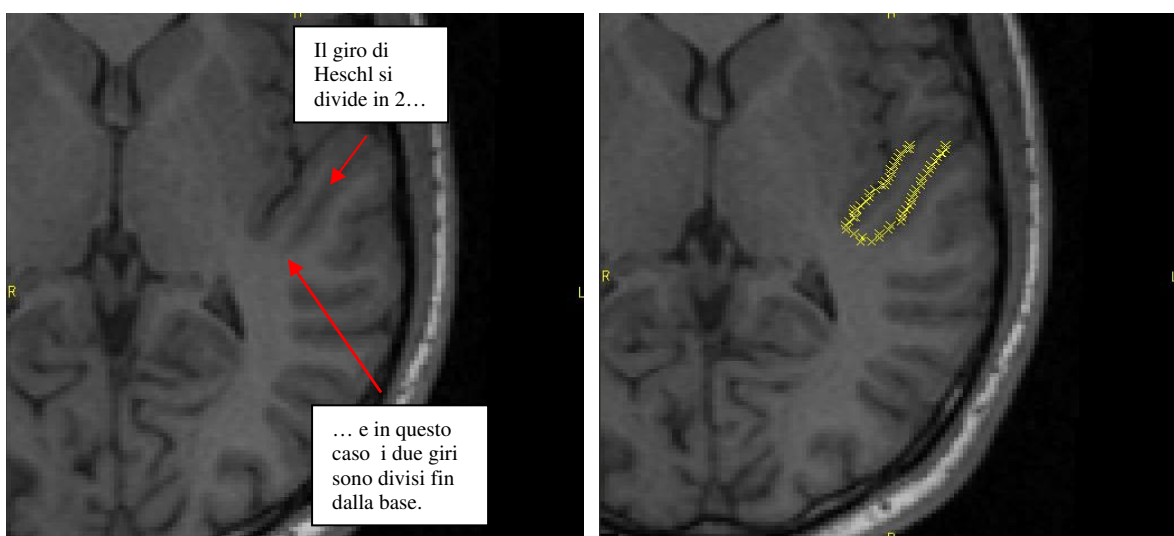 Il giro di
Heschl si
divide in 2…
… e in questo
caso i due giri
sono divisi fin
dalla base.
R
L
R
L